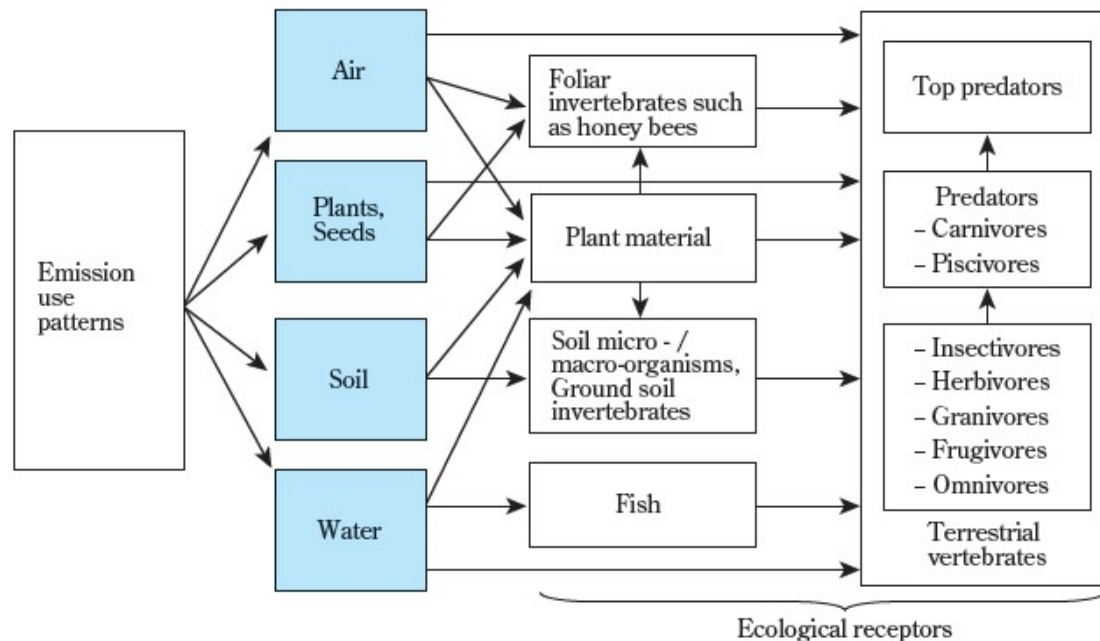 Emission
use
patterns
Air
Plants,
Seeds
Soil
Water
Foliar
invertebrates such
as honey bees
Plant material
Soil micro - /
macro-organisms,
Ground soil
invertebrates
Fish
Top predators
Predators
– Carnivores
– Piscivores
– Insectivores
– Herbivores
– Granivores
– Frugivores
– Omnivores
Terrestrial
vertebrates
Ecological receptors